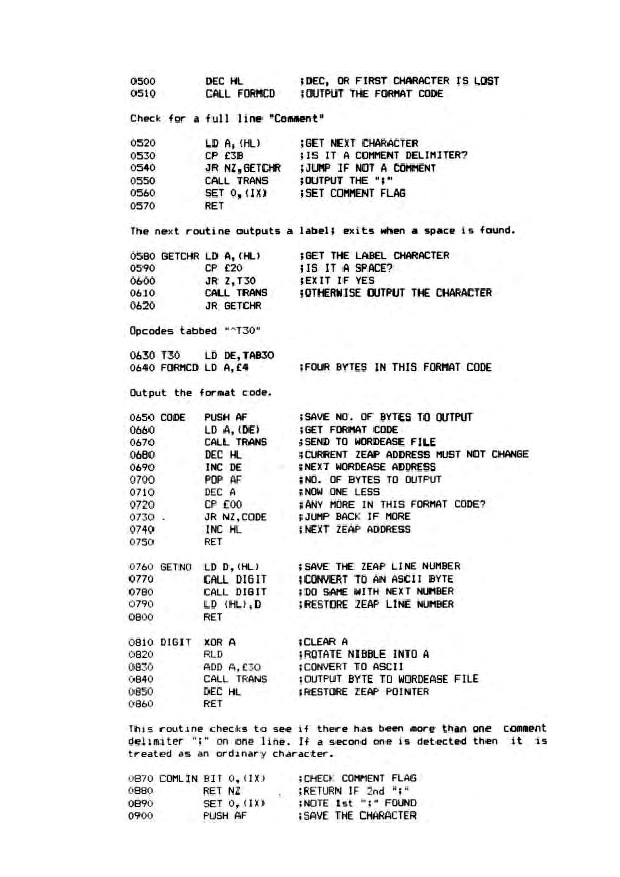 0500 DEC HL ;DEC, OR FIRST CHARACTER IS LOST
0510 CALL FORMCD ;OUTPUT THE FORMAT CODE
Check for a full line "Comment"
0520 LD A,(HL) ;GET NEXT CHARACTER
0530 CP £3B ;IS IT A COMMENT DELIMITER?
0540 JR NZ,GETCHR ;JUMP IF NOT A COMMENT
0550 CALL TRANS ;OUTPUT THE ";"
0560 SET 0,(IX) ;SET COMMENT FLAG
0570 RET
The next routine outputs a label; exits when a space is found.
0580 GETCHR LD A,(HL) ;GET THE LABEL CHARACTER
0590 CP £20 ;IS IT A SPACE?
0600 JR Z,T30 ;EXIT IF YES
0610 CALL TRANS ;OTHERWISE OUTPUT THE CHARACTER
0620 JR GETCHR
Opcodes tabbed "^T30"
0630 T30 LD DE,TAB30
0640 FORMCD LD A,£4 ;FOUR BYTES IN THIS FORMAT CODE
Output the format code.
0650 CODE PUSH AF ;SAVE NO. OF BYTES TO OUTPUT
0660 LD A,(DE) ;GET FORMAT CODE
0670 CALL TRANS ;SEND TO WORDEASE FILE
0680 DEC HL ;CURRENT ZEAP ADDRESS MUST NOT CHANGE
0690 INC DE ;NEXT WORDEASE ADDRESS
0700 POP AF ;NO. OF BYTES TO OUTPUT
0710 DEC A ;NOW ONE LESS
0720 CP £00 ;ANY MORE IN THIS FORMAT CODE?
0730 JR NZ,CODE ;JUMP BACK IF MORE
0740 INC HL ;NEXT ZEAP ADDRESS
0750 RET
0760 GETNO LD D,(HL) ;SAVE THE ZEAP LINE NUMBER
0770 CALL DIGIT ;CONVERT TO AN ASCII BYTE
0780 CALL DIGIT ;DO SAME WITH NEXT NUMBER
0790 LD (HL),D ;RESTORE ZEAP LINE NUMBER
0800 RET
0810 DIGIT XOR A ;CLEAR A
0820 RLD ;ROTATE NIBBLE INTO A
0830 ADD A,£30 ;CONVERT TO ASCII
0840 CALL TRANS ;OUTPUT BYTE TO WORDEASE FILE
0850 DEC HL ;RESTORE ZEAP POINTER
0860 RET
This routine checks to see if there has been more than one comment
delimiter ";" on one line. If a second one is detected then it is
treated as an ordinary character.
0870 COMLIN BIT 0,(IX) ;CHECK COMMENT FLAG
0880 RET NZ ;RETURN IF 2nd ";"
0890 SET 0,(IX) ;NOTE 1st ";" FOUND
0900 PUSH AF ;SAVE THE CHARACTER